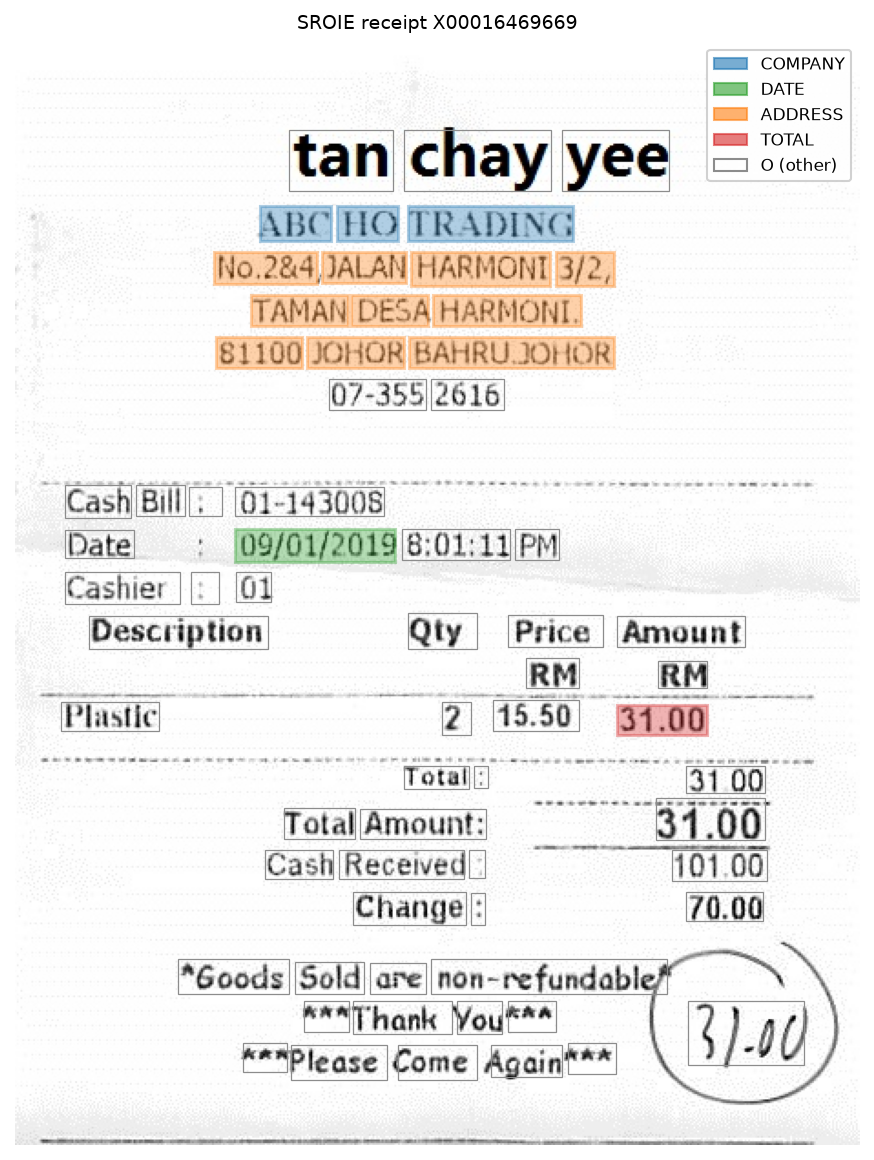 SROIE receipt X00016469669
COMPANY
DATE
ADDRESS
TOTAL
O (other)
tan chay yee
ABC HO TRADING
No.2&4,JALAN HARMONI 3/2,
TAMAN DESA HARMONI.
81100 JOHOR BAHRU.JOHOR
07-355 2616
Cash Bill : 01-143008
Date : 09/01/2019 8:01:11 PM
Cashier : 01
Description Qty Price Amount
RM RM
Plastic 2 15.50 31.00
Total : 31.00
Total Amount: 31.00
Cash Received : 101.00
Change : 70.00
*Goods Sold are non-refundable*
***Thank You***
31.00
***Please Come Again***